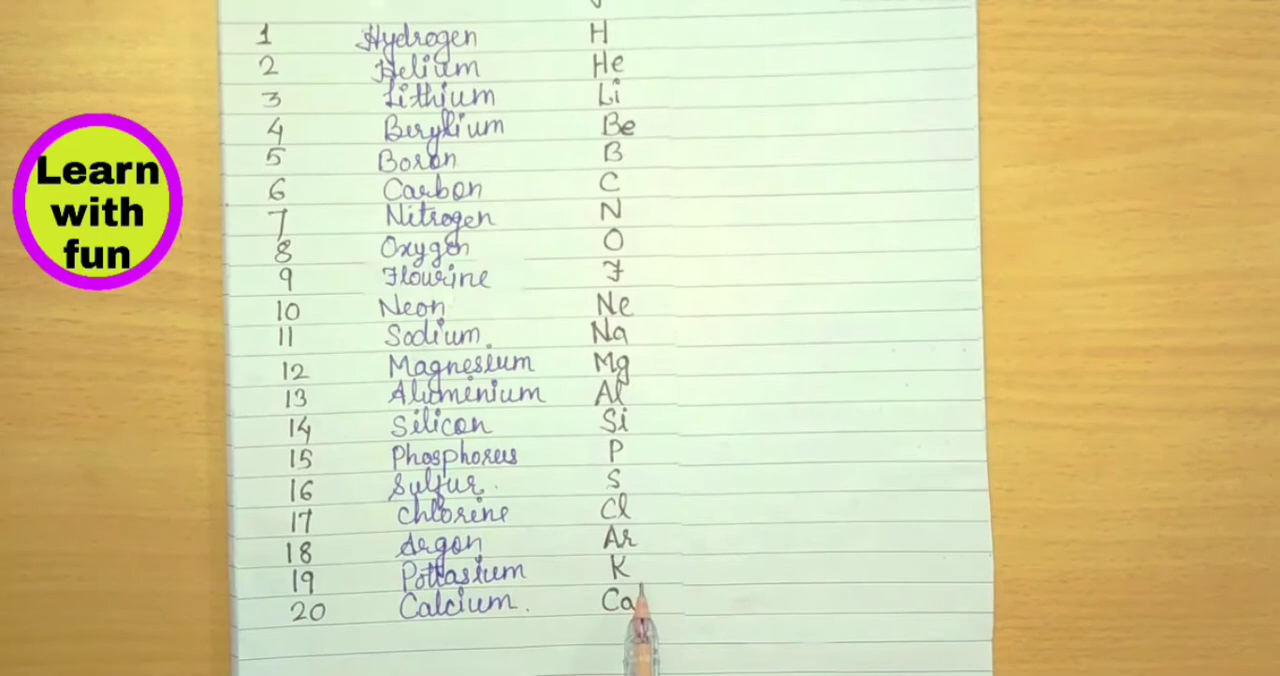 Learn
with
fun
1 Hydrogen H
2 Helium He
3 Lithium Li
4 Berylium Be
5 Boron B
6 Carbon C
7 Nitrogen N
8 Oxygen O
9 Flourine F
10 Neon Ne
11 Sodium. Na
12 Magnesium Mg
13 Aluminium Al
14 Silicon Si
15 Phosphorus P
16 Sulfur. S
17 Chlorine Cl
18 Argon Ar
19 Pottasium K
20 Calcium. Ca